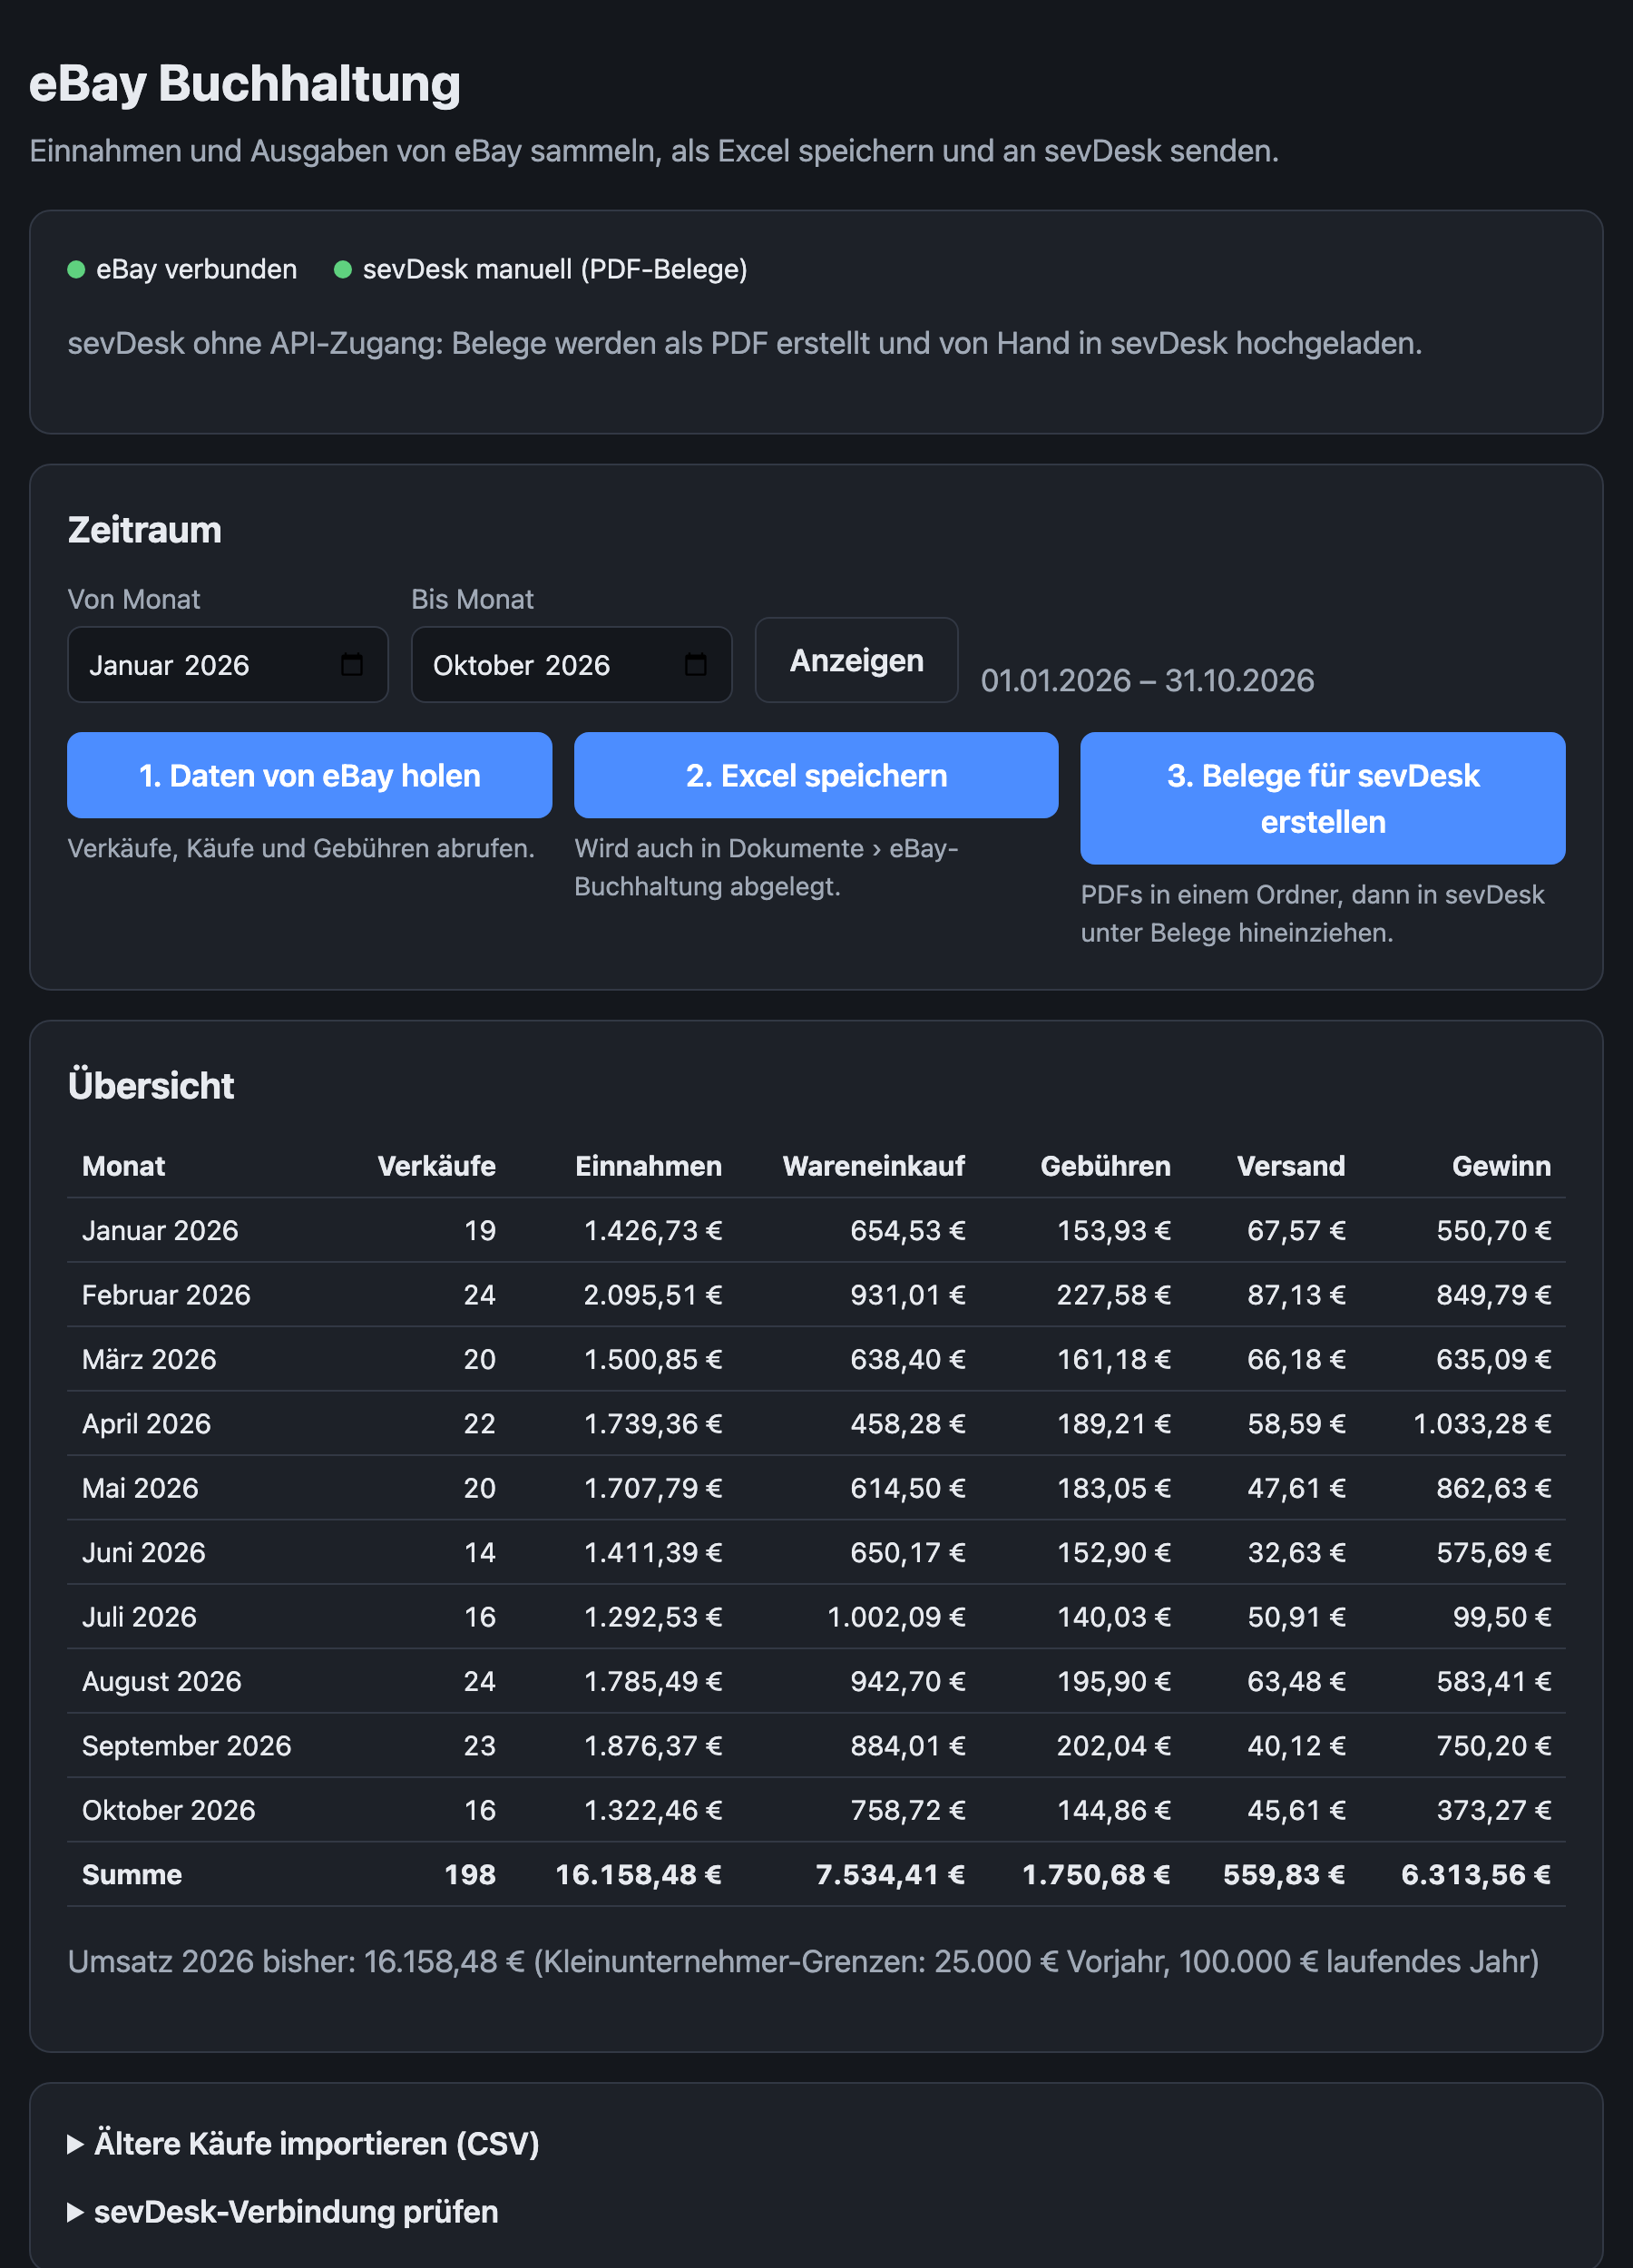 eBay Buchhaltung
Einnahmen und Ausgaben von eBay sammeln, als Excel speichern und an sevDesk senden.
eBay verbunden sevDesk manuell (PDF-Belege)
sevDesk ohne API-Zugang: Belege werden als PDF erstellt und von Hand in sevDesk hochgeladen.
Zeitraum
Von Monat Bis Monat
Januar 2026 Oktober 2026 Anzeigen 01.01.2026 – 31.10.2026
1. Daten von eBay holen
Verkäufe, Käufe und Gebühren abrufen.
2. Excel speichern
Wird auch in Dokumente › eBay-
Buchhaltung abgelegt.
3. Belege für sevDesk
erstellen
PDFs in einem Ordner, dann in sevDesk
unter Belege hineinziehen.
Übersicht
Monat Verkäufe Einnahmen Wareneinkauf Gebühren Versand Gewinn
Januar 2026 19 1.426,73 € 654,53 € 153,93 € 67,57 € 550,70 €
Februar 2026 24 2.095,51 € 931,01 € 227,58 € 87,13 € 849,79 €
März 2026 20 1.500,85 € 638,40 € 161,18 € 66,18 € 635,09 €
April 2026 22 1.739,36 € 458,28 € 189,21 € 58,59 € 1.033,28 €
Mai 2026 20 1.707,79 € 614,50 € 183,05 € 47,61 € 862,63 €
Juni 2026 14 1.411,39 € 650,17 € 152,90 € 32,63 € 575,69 €
Juli 2026 16 1.292,53 € 1.002,09 € 140,03 € 50,91 € 99,50 €
August 2026 24 1.785,49 € 942,70 € 195,90 € 63,48 € 583,41 €
September 2026 23 1.876,37 € 884,01 € 202,04 € 40,12 € 750,20 €
Oktober 2026 16 1.322,46 € 758,72 € 144,86 € 45,61 € 373,27 €
Summe 198 16.158,48 € 7.534,41 € 1.750,68 € 559,83 € 6.313,56 €
Umsatz 2026 bisher: 16.158,48 € (Kleinunternehmer-Grenzen: 25.000 € Vorjahr, 100.000 € laufendes Jahr)
Ältere Käufe importieren (CSV)
sevDesk-Verbindung prüfen